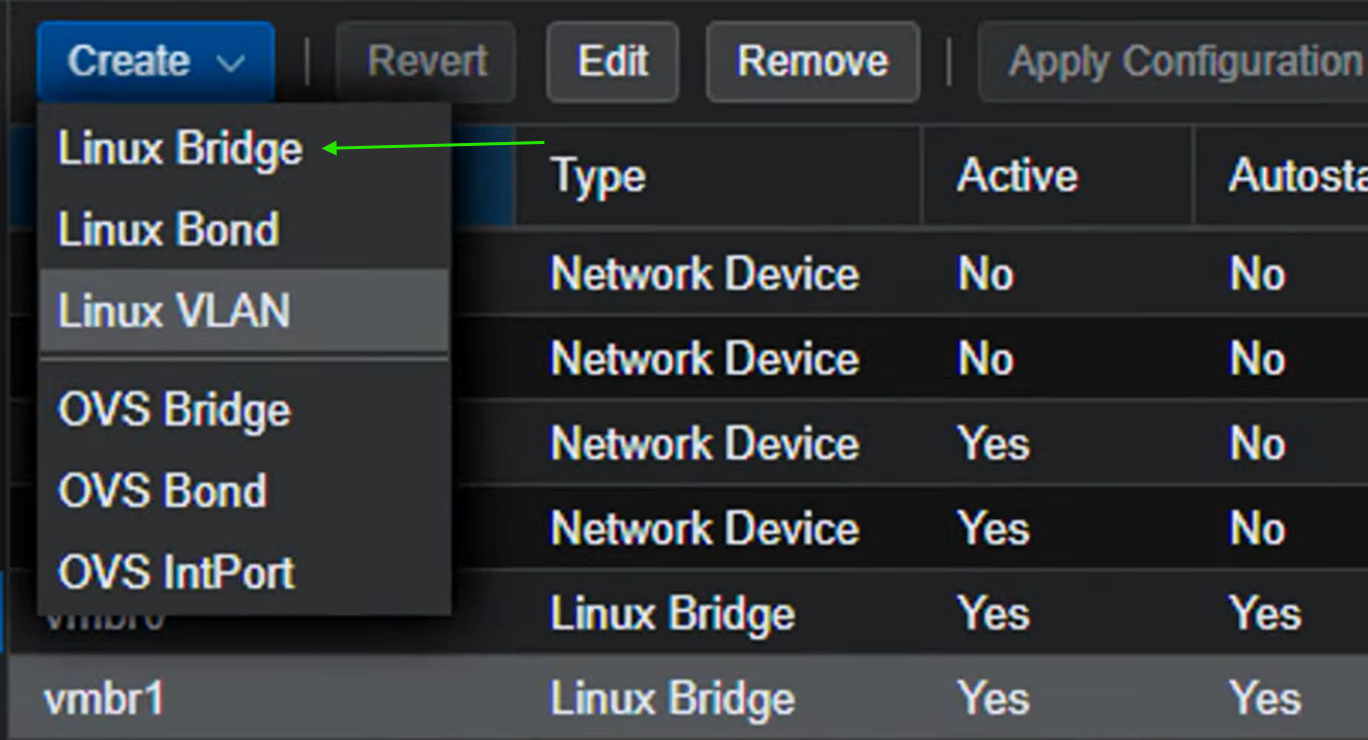 Create Revert Edit Remove Apply Configuration
Linux Bridge
Linux Bond
Linux VLAN
OVS Bridge
OVS Bond
OVS IntPort
Type Active
Network Device No No
Network Device No No
Network Device Yes No
Network Device Yes No
vmbr0 Linux Bridge Yes Yes
vmbr1 Linux Bridge Yes Yes